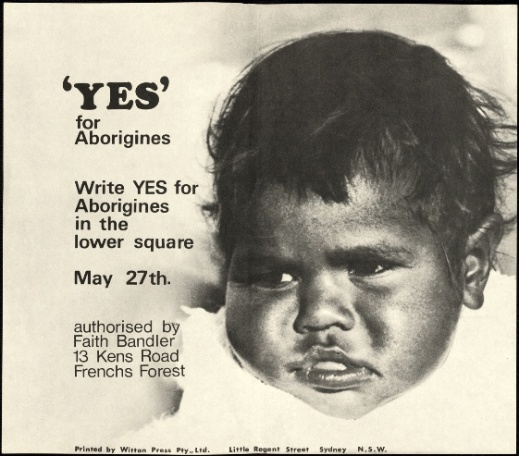 ‘YES’
for
Aborigines
Write YES for
Aborigines
in the
lower square
May 27th.
authorised by
Faith Bandler
13 Kens Road
Frenchs Forest
Printed by Witton Press Pty., Ltd. Little Regent Street Sydney N.S.W.